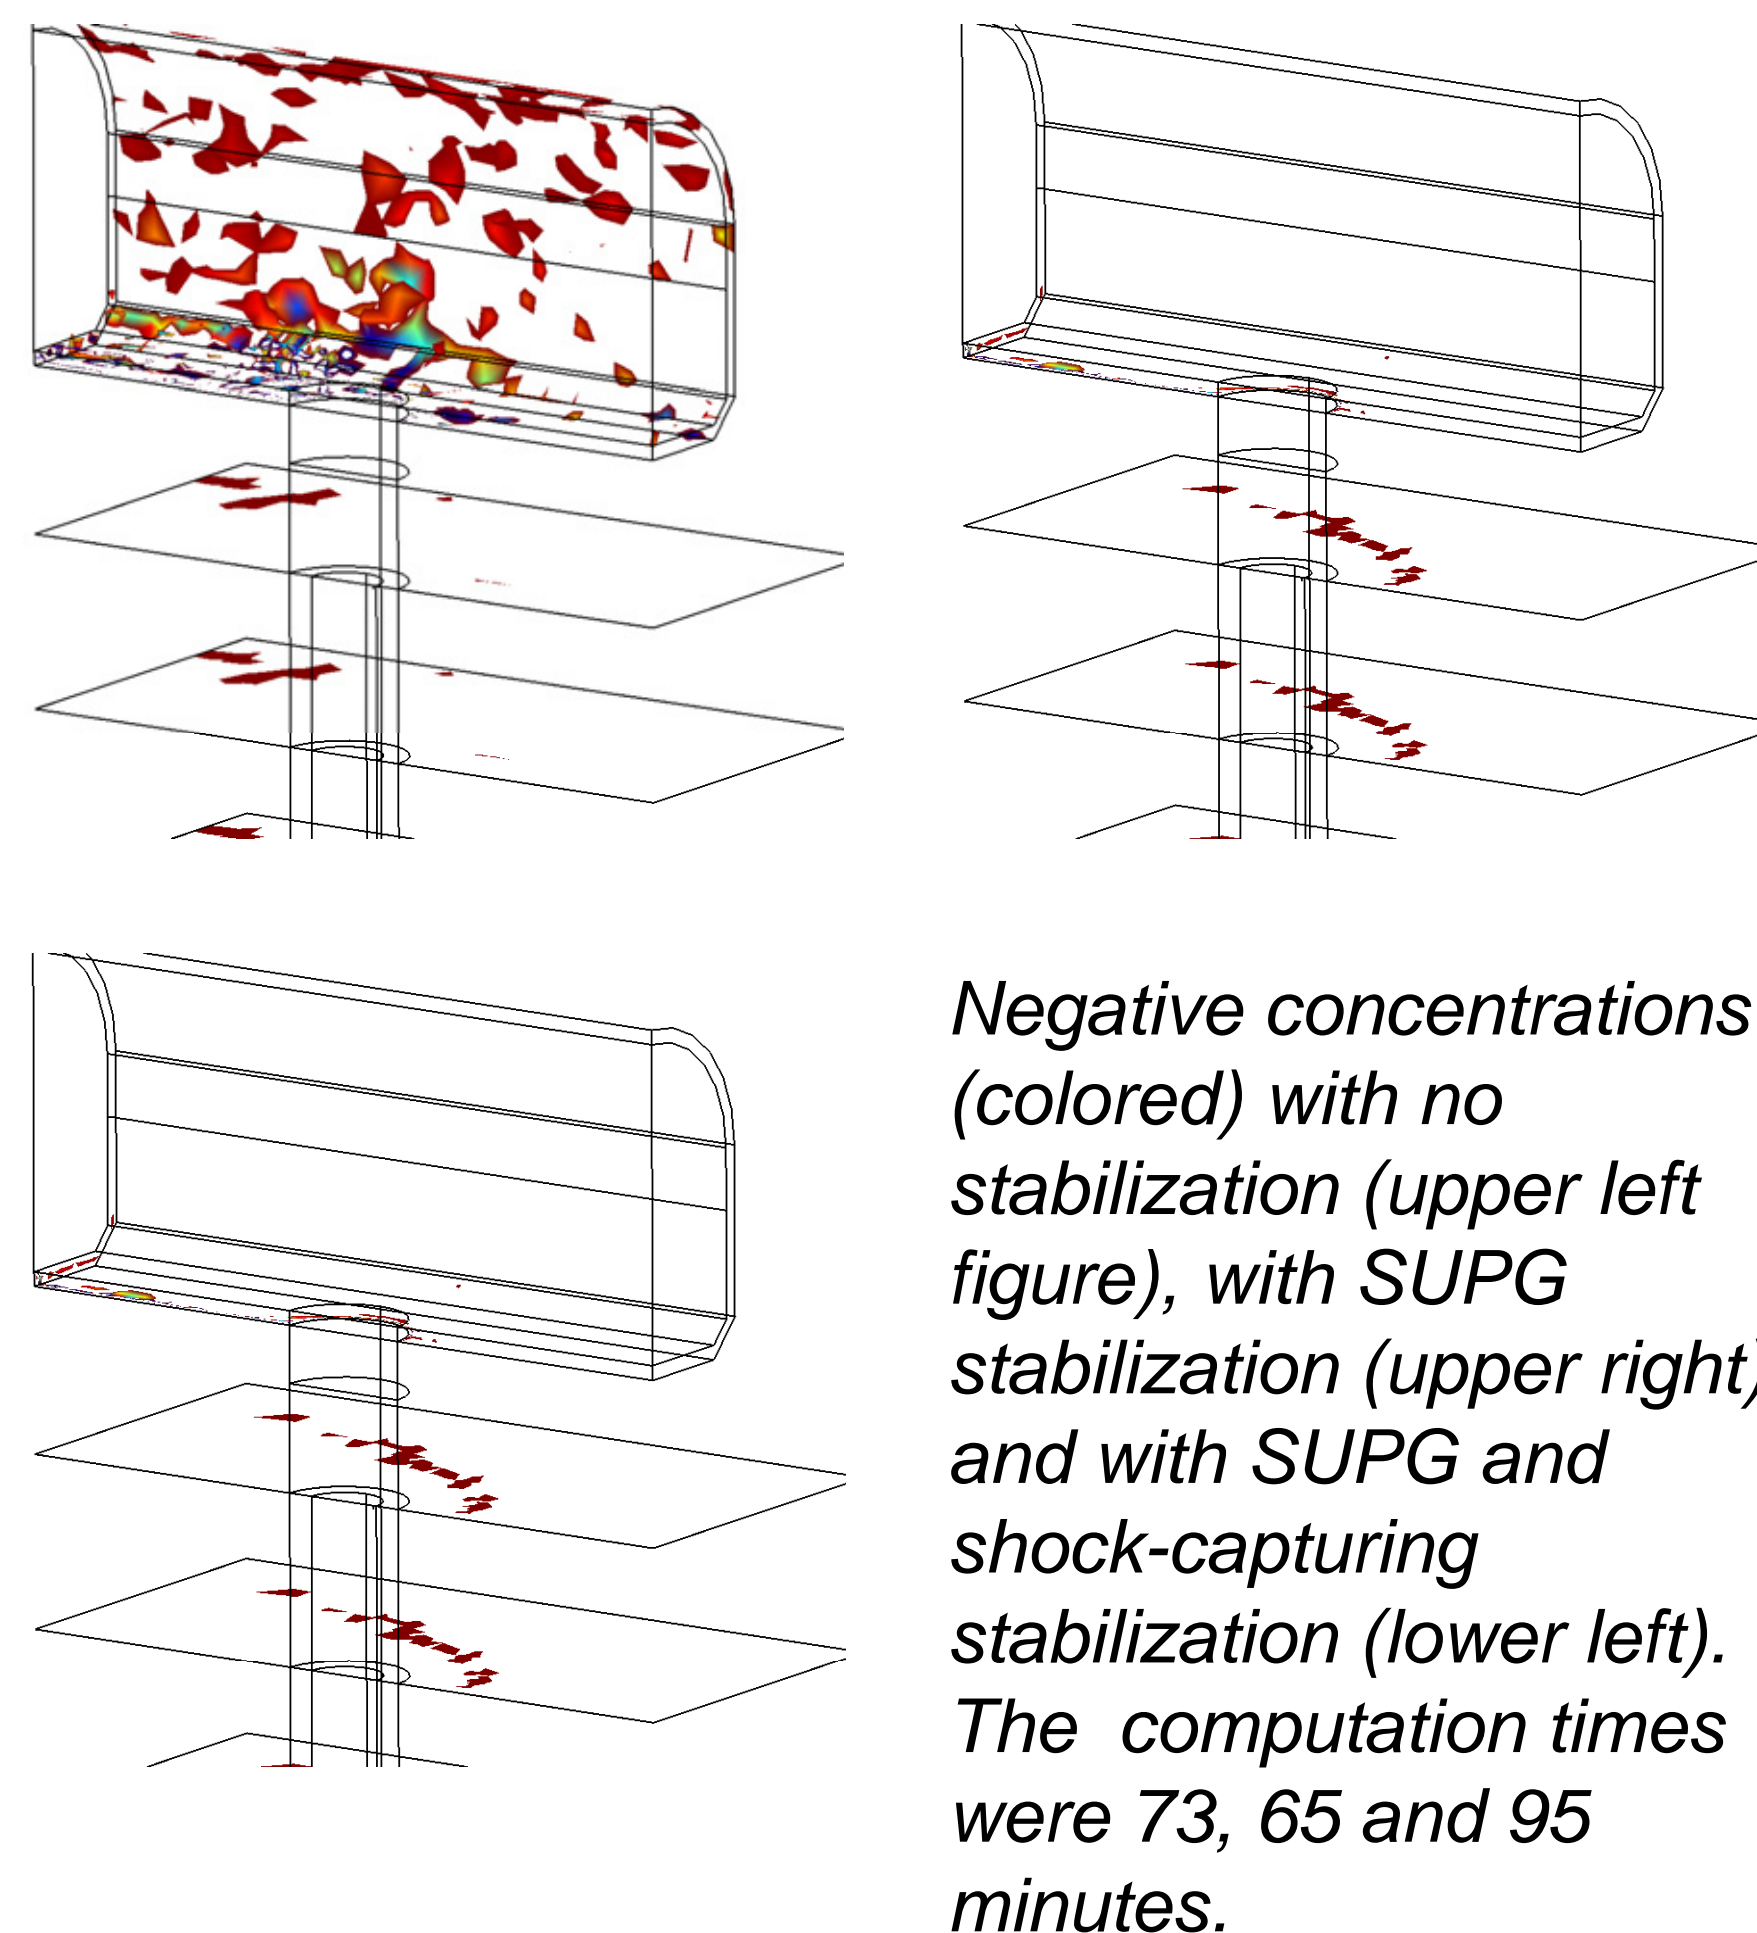 Negative concentrations
(colored) with no
stabilization (upper left
figure), with SUPG
stabilization (upper right)
and with SUPG and
shock-capturing
stabilization (lower left).
The computation times
were 73, 65 and 95
minutes.